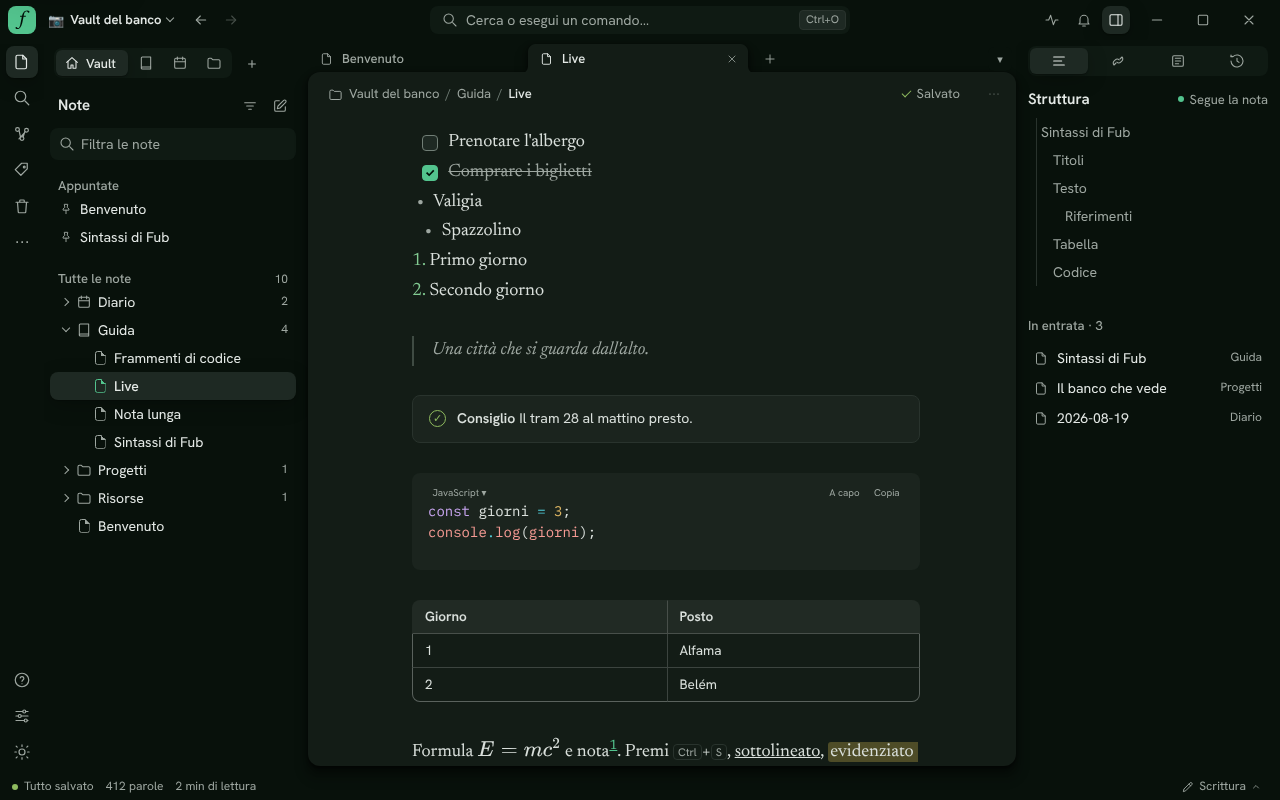 Vault del banco
Cerca o esegui un comando...
Ctrl+O
Vault
Benvenuto
Live
Note
Filtra le note
Appuntate
Benvenuto
Sintassi di Fub
Tutte le note 10
Diario 2
Guida 4
Frammenti di codice
Live
Nota lunga
Sintassi di Fub
Progetti 1
Risorse 1
Benvenuto
Vault del banco / Guida / Live
Salvato
Prenotare l'albergo
Comprare i biglietti
• Valigia
• Spazzolino
1. Primo giorno
2. Secondo giorno
Una città che si guarda dall'alto.
Consiglio Il tram 28 al mattino presto.
JavaScript ▾ A capo Copia
const giorni = 3;
console.log(giorni);
Giorno Posto
1 Alfama
2 Belém
Formula E = mc² e nota1. Premi Ctrl+S, sottolineato, evidenziato
Struttura
Segue la nota
Sintassi di Fub
Titoli
Testo
Riferimenti
Tabella
Codice
In entrata · 3
Sintassi di Fub Guida
Il banco che vede Progetti
2026-08-19 Diario
Tutto salvato 412 parole 2 min di lettura
Scrittura